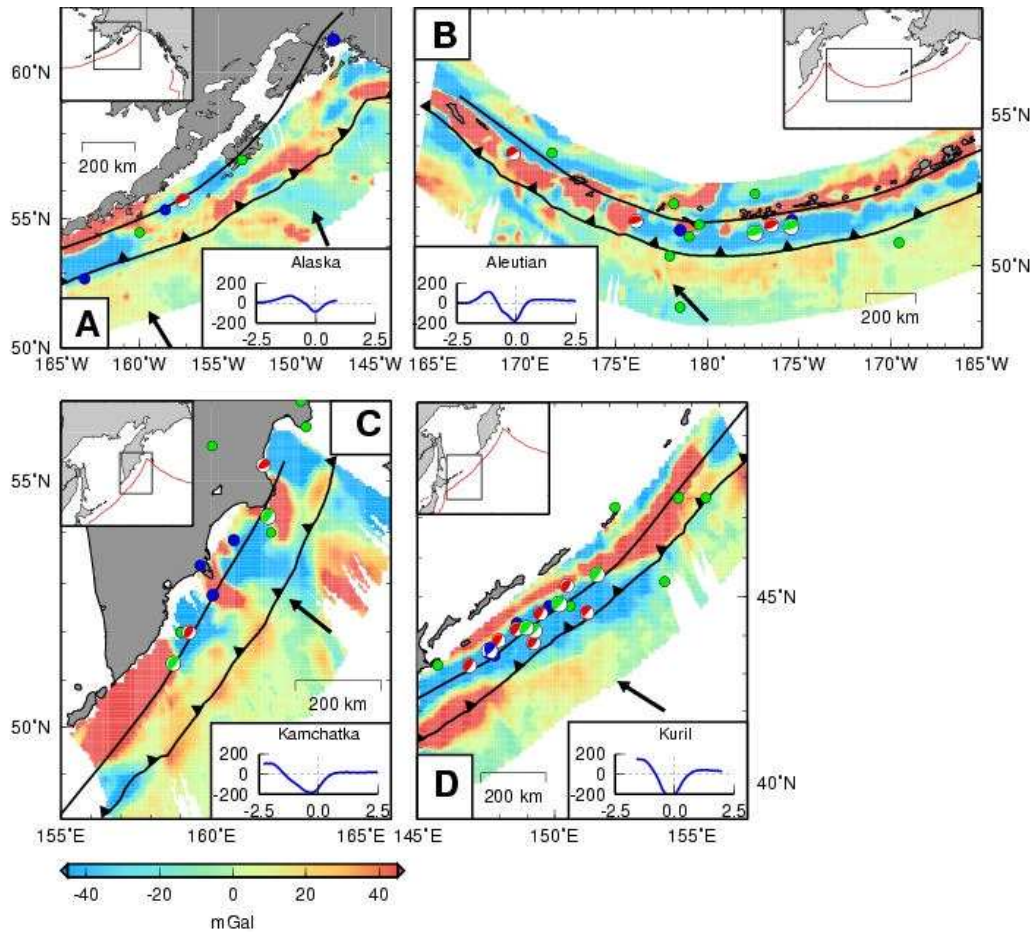 A
60˚N
55˚N
50˚N
200 km
165˚W
160˚W
155˚W
150˚W
145˚W
Alaska
200
0
-200
-2.5
0
2.5
B
55˚N
50˚N
200 km
165˚E
170˚E
175˚E
180˚
175˚W
170˚W
165˚W
Aleutian
200
0
-200
-2.5
0
2.5
C
55˚N
50˚N
200 km
155˚E
160˚E
165˚E
Kamchatka
200
0
-200
-2.5
0
2.5
D
45˚N
40˚N
200 km
145˚E
150˚E
155˚E
Kuril
200
0
-200
-2.5
0
2.5
-40
-20
0
20
40
mGal